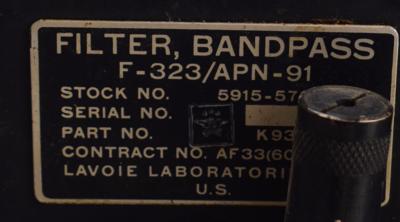 FILTER, BANDPASS
F-323/APN-91
STOCK NO. 5915-57
SERIAL NO.
PART NO. K93
CONTRACT NO. AF33(60
LAVOIE LABORATORI
U.S.